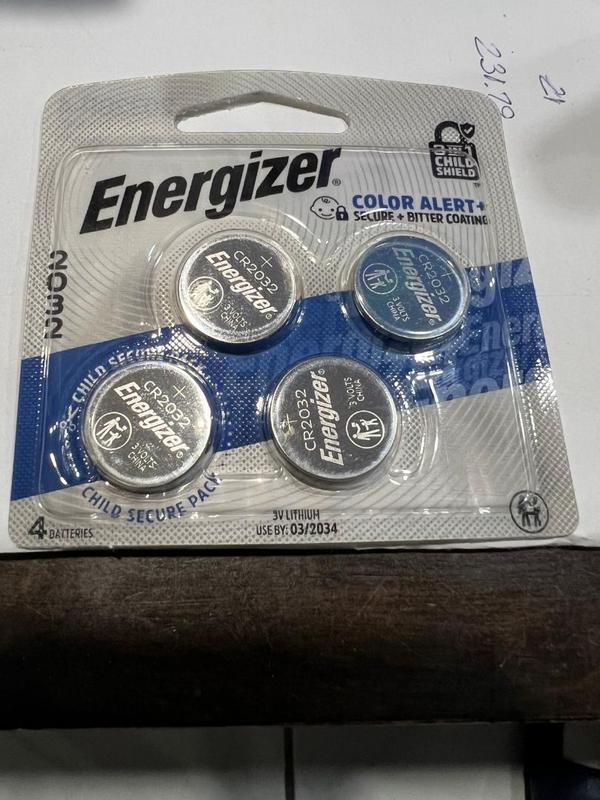 231.79
21
3 IN 1
CHILD
SHIELD
TM
Energizer®
COLOR ALERT+
SECURE + BITTER COATING
2032
CR2032
Energizer®
3 VOLTS
CHINA
CR2032
Energizer®
3 VOLTS
CHINA
CHILD SECURE PACK
CR2032
Energizer®
3 VOLTS
CHINA
CR2032
Energizer®
3 VOLTS
CHINA
CHILD SECURE PACK
4 BATTERIES
3V LITHIUM
USE BY: 03/2034